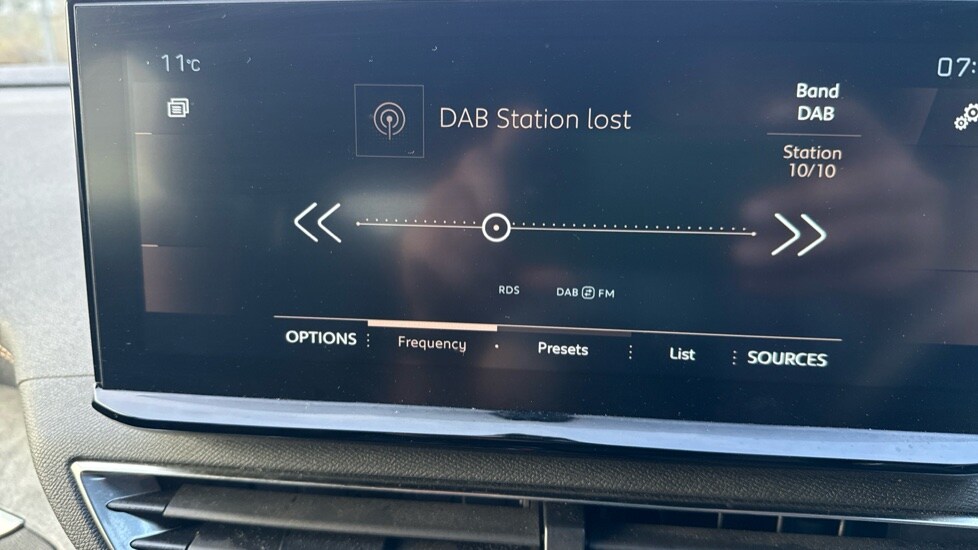 11°C
07:
DAB Station lost
Band
DAB
Station
10/10
RDS
DAB FM
OPTIONS
Frequency
Presets
List
SOURCES